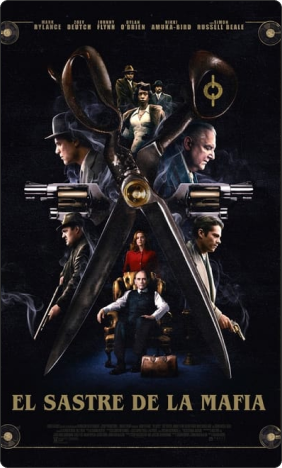 MARK ZOEY JOHNNY DYLAN NIKKI SIMON
RYLANCE DEUTCH FLYNN O'BRIEN AMUKA-BIRD RUSSELL BEALE
EL SASTRE DE LA MAFIA